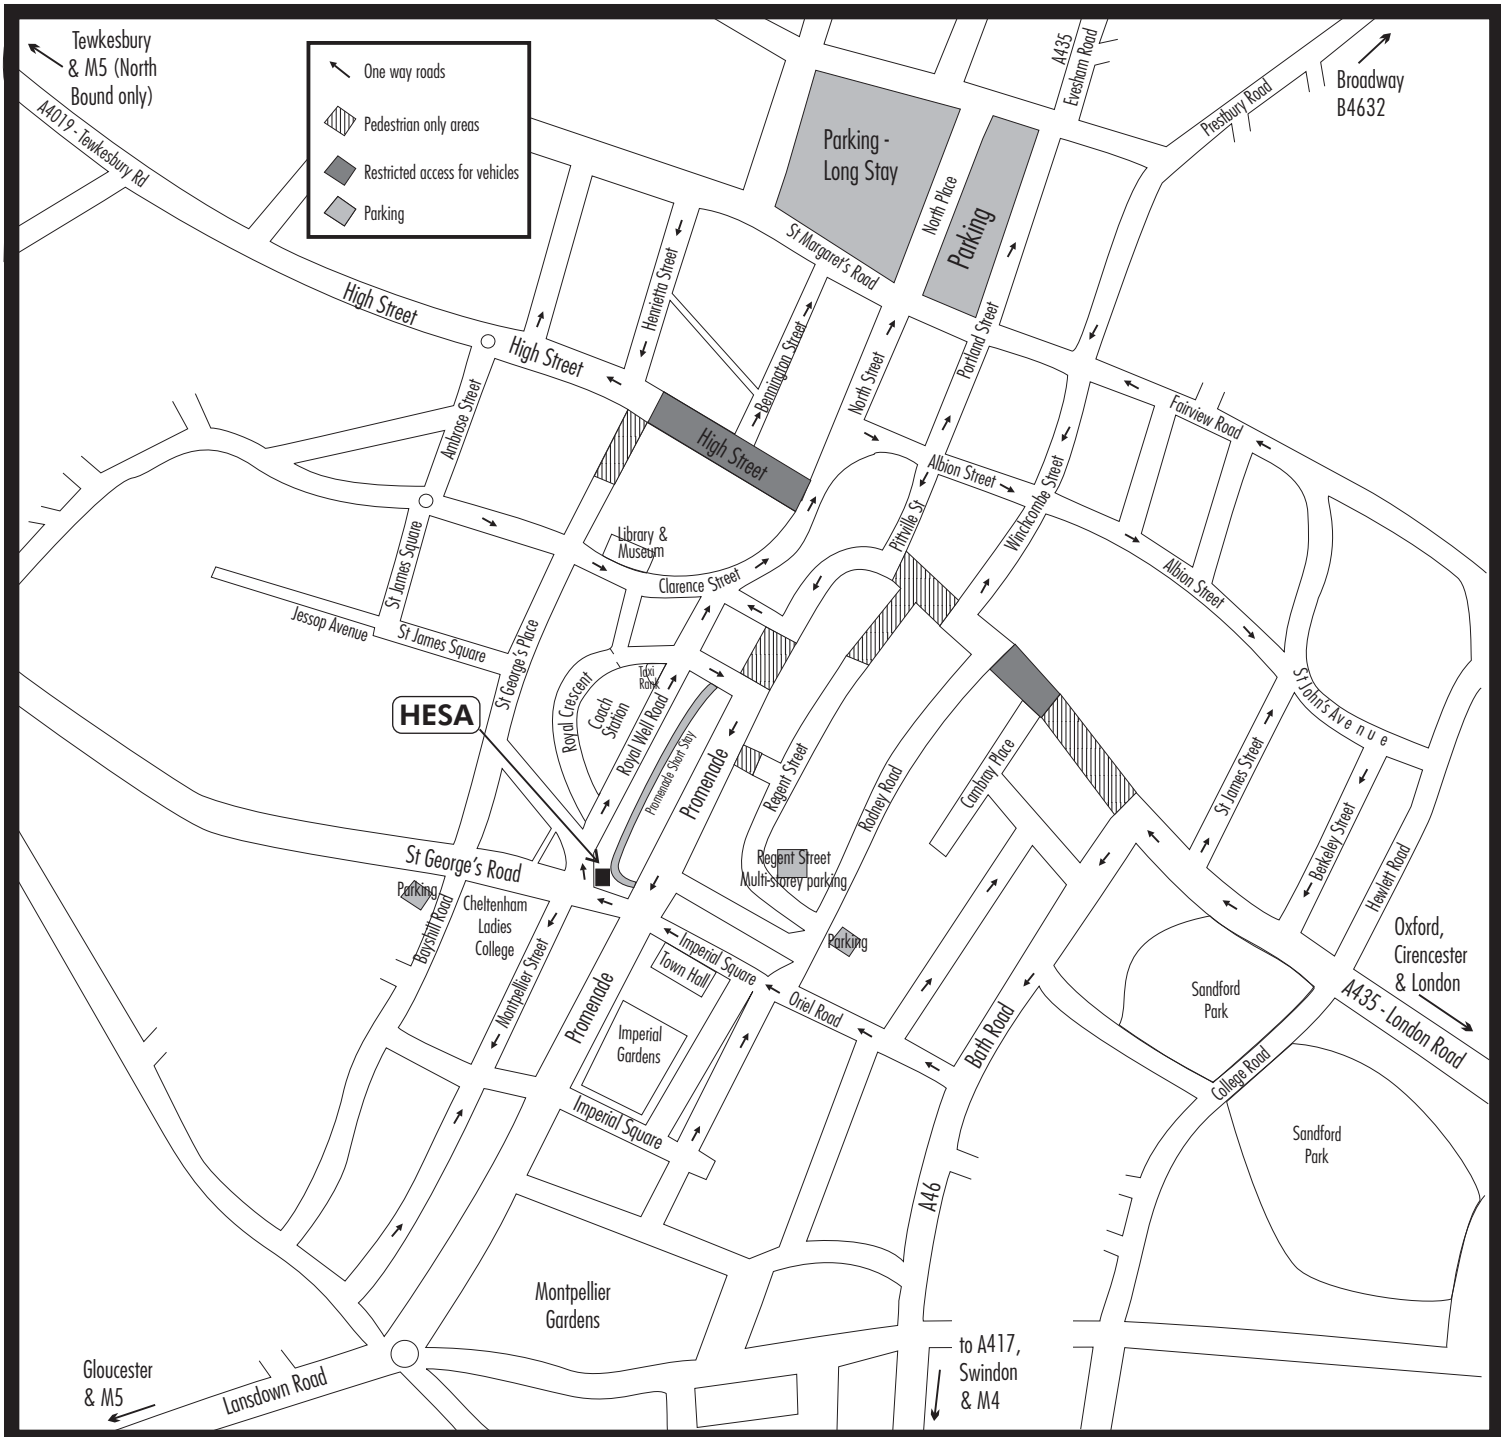 Tewkesbury
& M5 (North
Bound only)
A4019 - Tewkesbury Rd
One way roads
Pedestrian only areas
Restricted access for vehicles
Parking
A435
Evesham Road
Prestbury Road
Broadway
B4632
Parking -
Long Stay
North Place
Parking
St Margaret's Road
High Street
High Street
Henrietta Street
Bennington Street
North Street
Portland Street
Fairview Road
Ambrose Street
High Street
Albion Street
Winchcombe Street
Pittville St
Library &
Museum
Clarence Street
Albion Street
St James Square
Jessop Avenue
St James Square
St George's Place
Royal Crescent
Taxi
Rank
Coach
Station
Royal Well Road
HESA
Promenade Short Stay
Promenade
Regent Street
Rodney Road
Cambray Place
St James Street
St John's Avenue
Berkeley Street
Hewlett Road
St George's Road
Regent Street
Multi-storey parking
Parking
Bayshill Road
Cheltenham
Ladies
College
Montpellier Street
Promenade
Imperial Square
Town Hall
Parking
Oriel Road
Imperial
Gardens
Imperial Square
Bath Road
Sandford
Park
Oxford,
Cirencester
& London
A435 - London Road
College Road
Sandford
Park
A46
Montpellier
Gardens
to A417,
Swindon
& M4
Gloucester
& M5
Lansdown Road